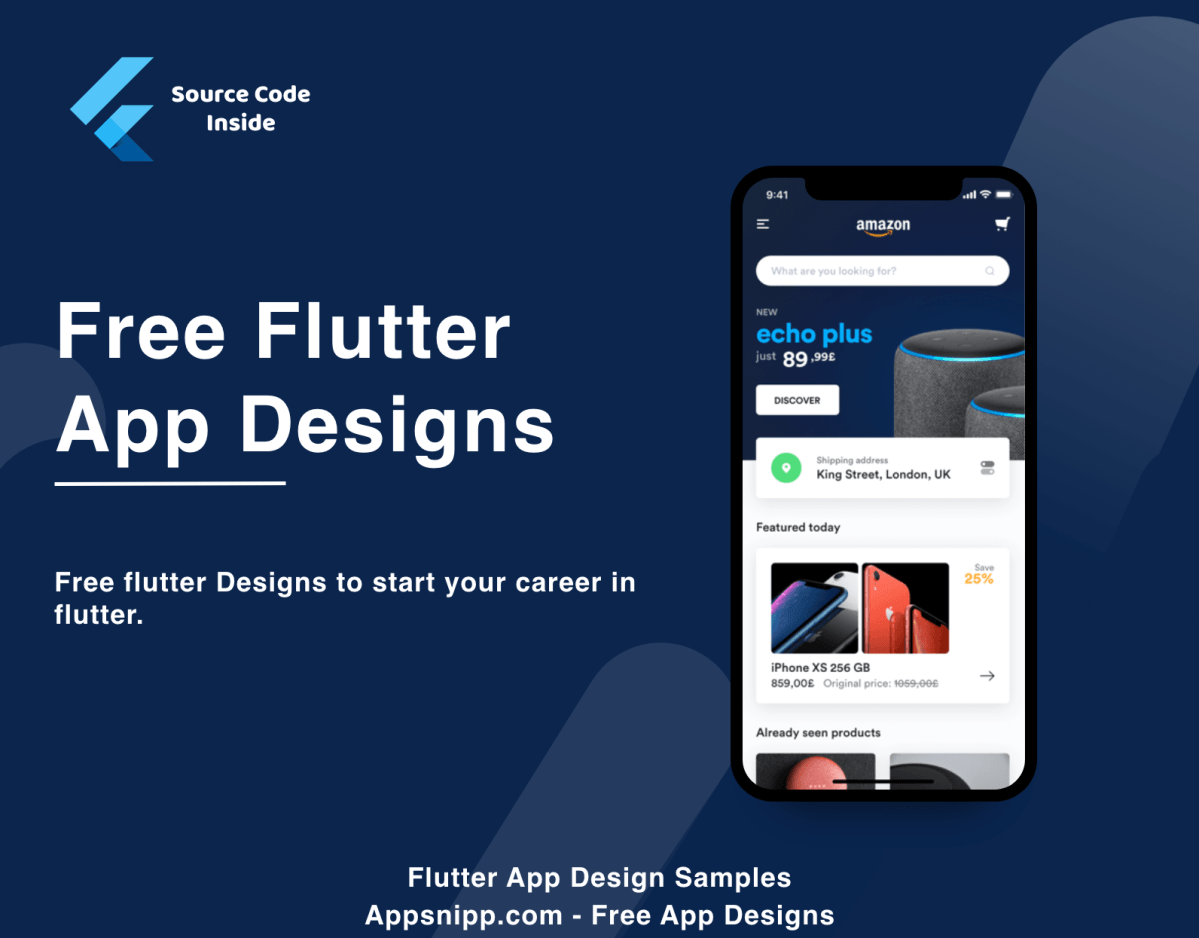 Source Code
Inside
Free Flutter
App Designs
Free flutter Designs to start your career in
flutter.
9:41
amazon
What are you looking for?
NEW
echo plus
just 89,99£
DISCOVER
Shipping address
King Street, London, UK
Featured today
Save
25%
iPhone XS 256 GB
859,00£ Original price: 1059,00£
Already seen products
Flutter App Design Samples
Appsnipp.com - Free App Designs